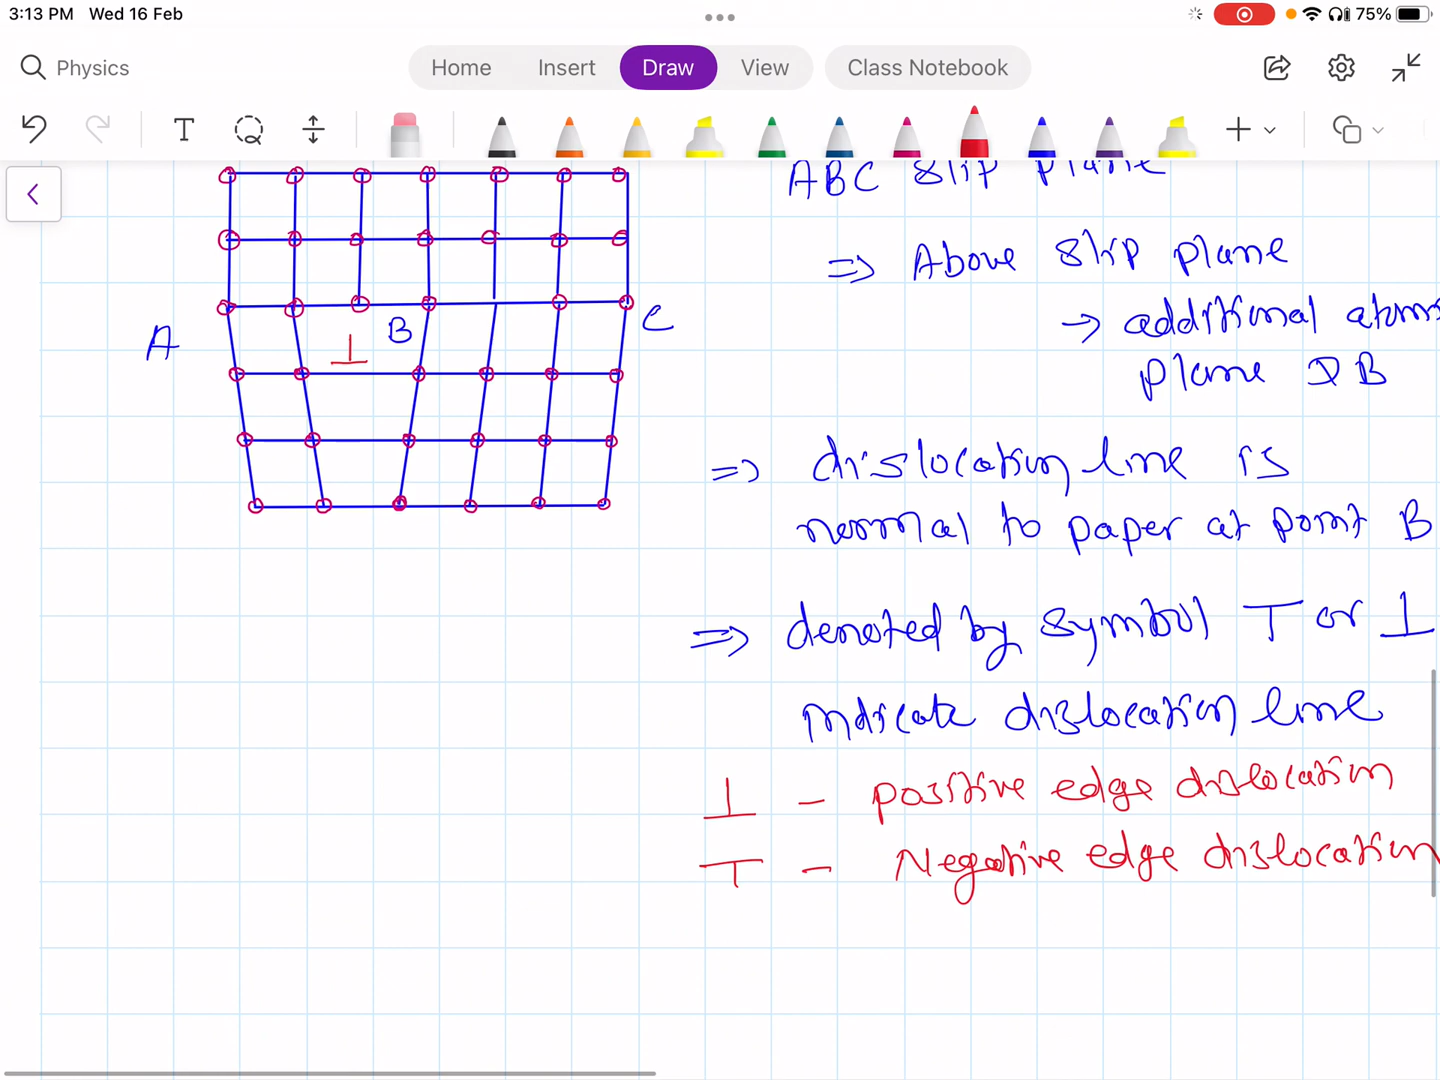 3:13 PM Wed 16 Feb
75%
Physics
Home Insert Draw View Class Notebook
T
ABC slip plane
⇒ Above slip plane
→ additional atoms
plane DB
A
B
C
⊥
⇒ dislocation line is
normal to paper at point B
⇒ denoted by symbol T or ⊥
indicate dislocation line
⊥ - positive edge dislocation
T - Negative edge dislocation